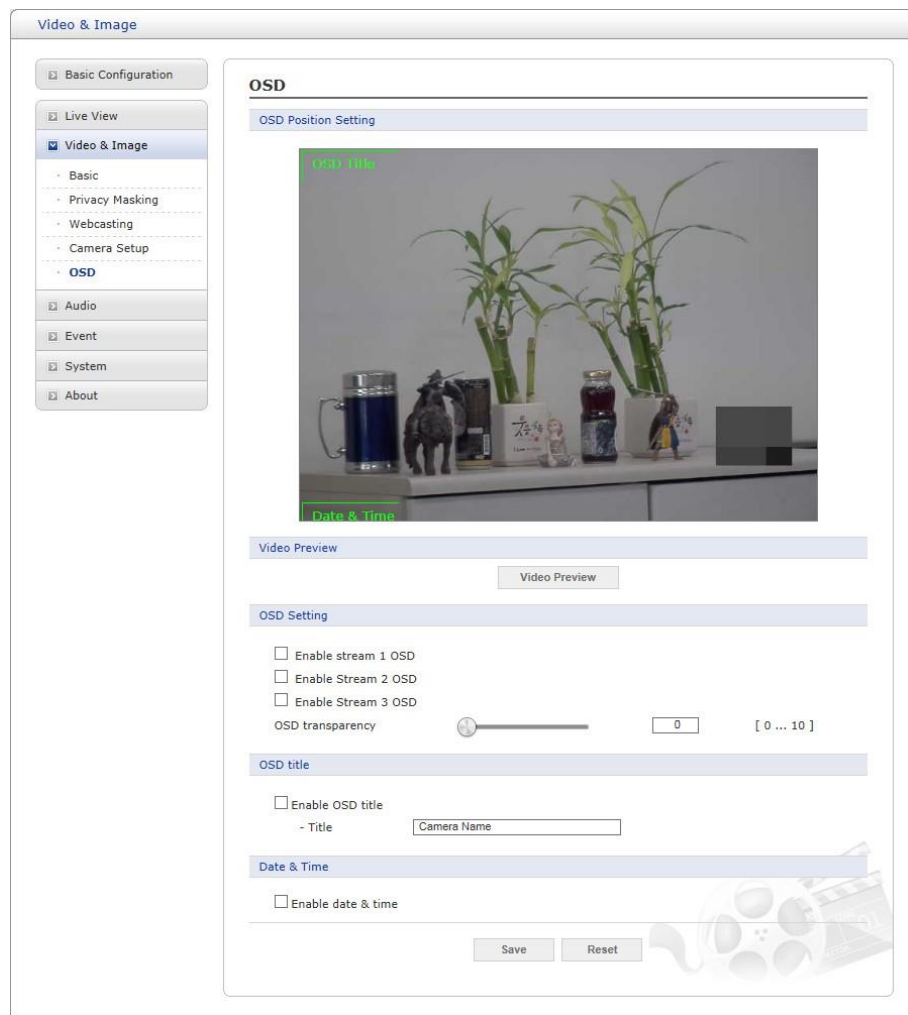 Video & Image
Basic Configuration
Live View
Video & Image
Basic
Privacy Masking
Webcasting
Camera Setup
OSD
Audio
Event
System
About
OSD
OSD Position Setting
OSD Title
Date & Time
Video Preview
Video Preview
OSD Setting
Enable stream 1 OSD
Enable Stream 2 OSD
Enable Stream 3 OSD
OSD transparency 0 [ 0 ... 10 ]
OSD title
Enable OSD title
- Title Camera Name
Date & Time
Enable date & time
Save Reset